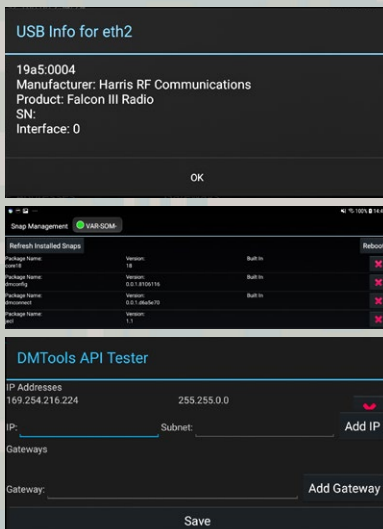 USB Info for eth2
19a5:0004
Manufacturer: Harris RF Communications
Product: Falcon III Radio
SN:
Interface: 0
OK
Snap Management VAR-SOM-
Refresh Installed Snaps Reboot
Package Name: Version: Built In
core18 18
Package Name: Version: Built In
dmconfig 0.0.1.8106116
Package Name: Version: Built In
dmconnect 0.0.1.d6a5e70
Package Name: Version:
1.1
DMTools API Tester
IP Addresses
169.254.216.224 255.255.0.0
IP: Subnet: Add IP
Gateways
Gateway: Add Gateway
Save